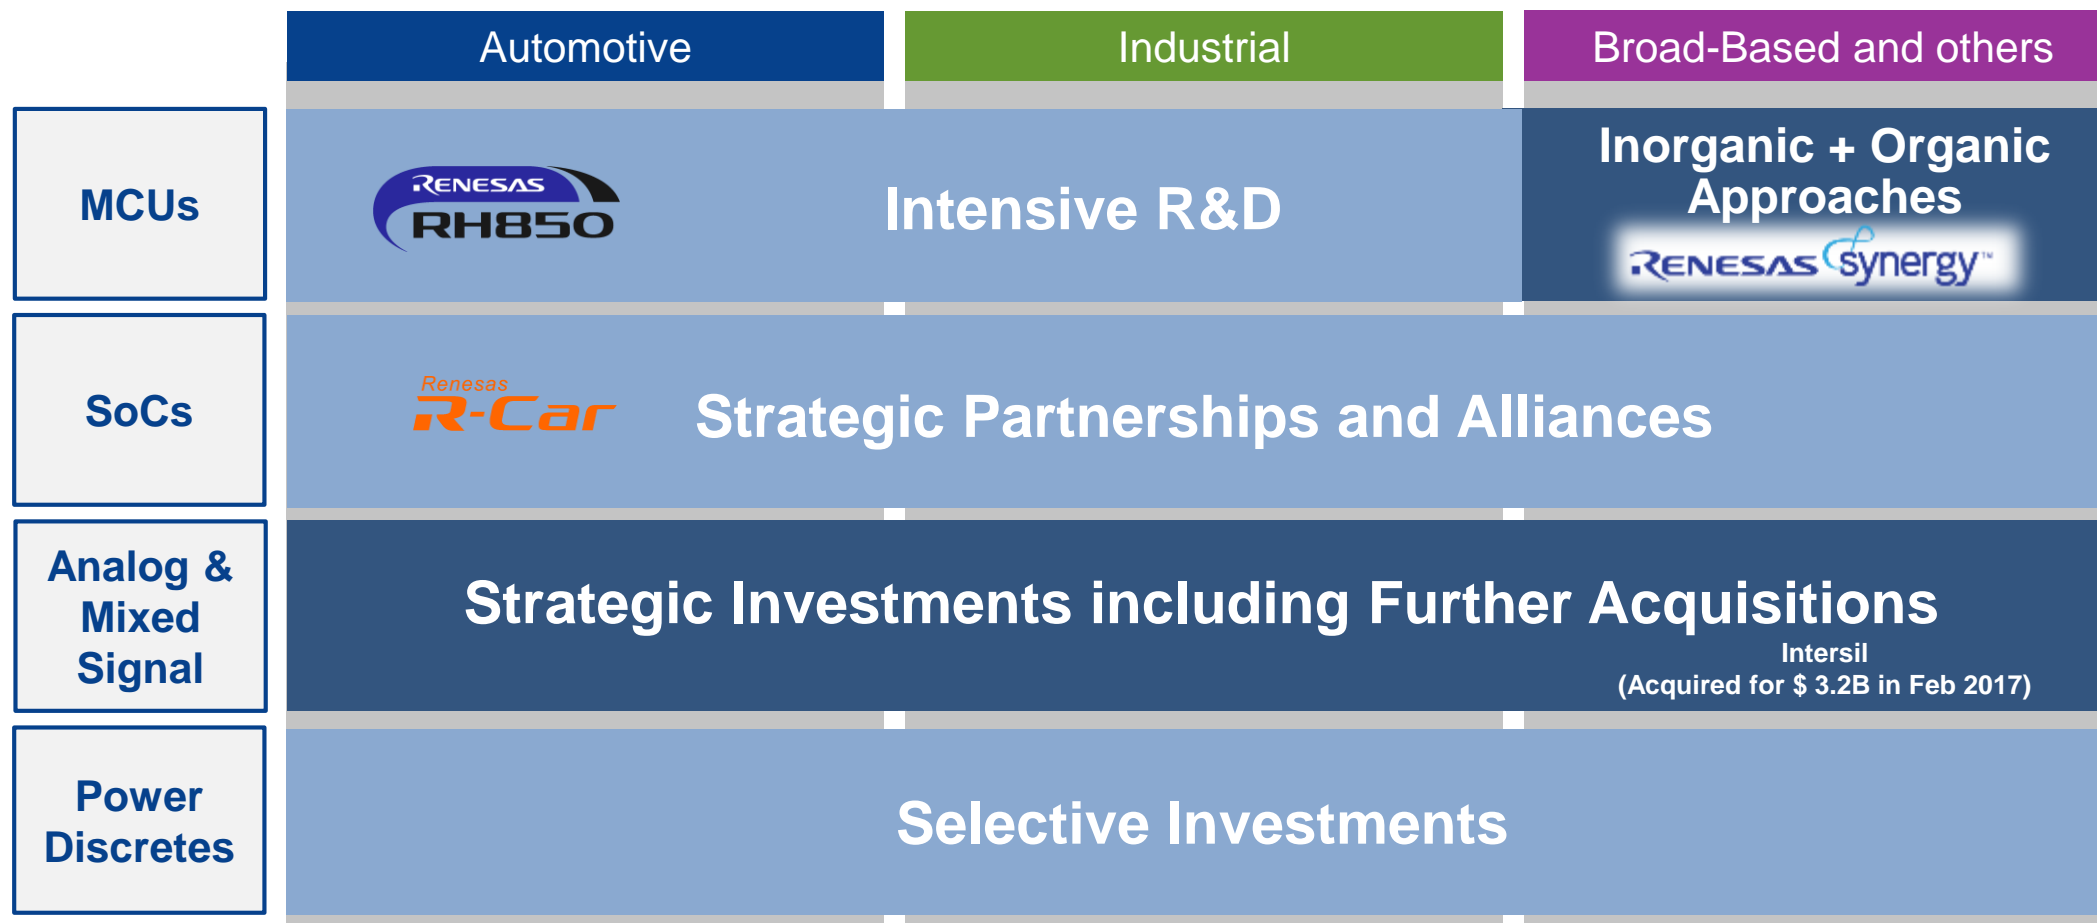 Automotive
Industrial
Broad-Based and others
MCUs
RENESAS
RH850
Intensive R&D
Inorganic + Organic
Approaches
RENESAS synergy™
SoCs
Renesas
R-Car
Strategic Partnerships and Alliances
Analog &
Mixed
Signal
Strategic Investments including Further Acquisitions
Intersil
(Acquired for $ 3.2B in Feb 2017)
Power
Discretes
Selective Investments